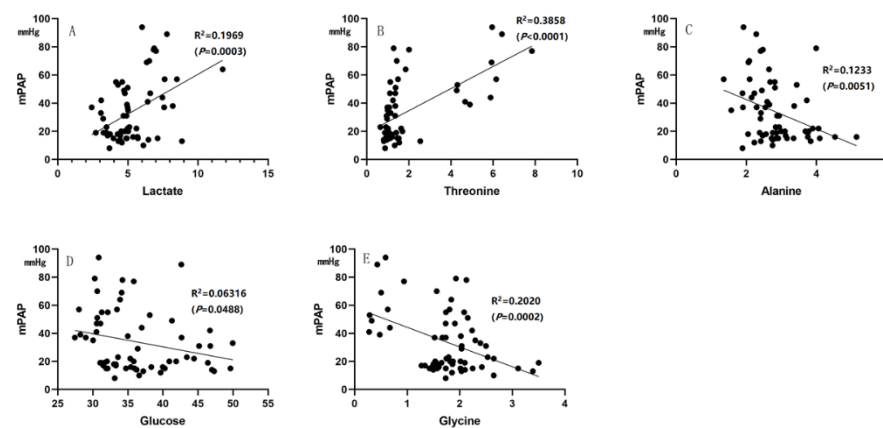 A
mmHg
100
80
60
40
20
0
mPAP
R²=0.1969
(P=0.0003)
0 5 10 15
Lactate
B
mmHg
100
80
60
40
20
0
mPAP
R²=0.3858
(P<0.0001)
0 2 4 6 8 10
Threonine
C
mmHg
100
80
60
40
20
0
mPAP
R²=0.1233
(P=0.0051)
0 2 4 6
Alanine
D
mmHg
100
80
60
40
20
0
mPAP
R²=0.06316
(P=0.0488)
25 30 35 40 45 50 55
Glucose
E
mmHg
100
80
60
40
20
0
mPAP
R²=0.2020
(P=0.0002)
0 1 2 3 4
Glycine